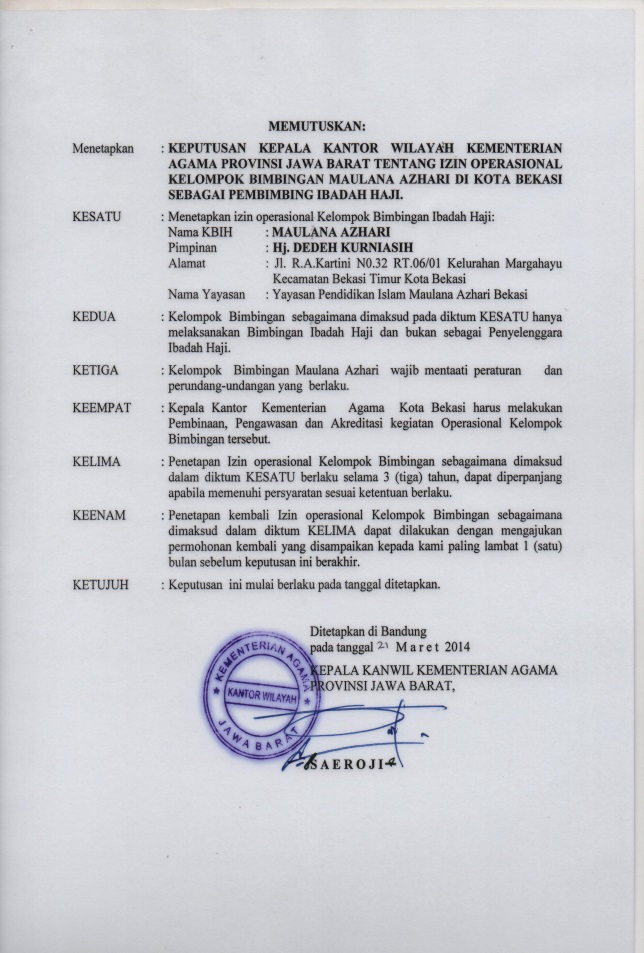 MEMUTUSKAN:
Menetapkan : KEPUTUSAN KEPALA KANTOR WILAYAH KEMENTERIAN
AGAMA PROVINSI JAWA BARAT TENTANG IZIN OPERASIONAL
KELOMPOK BIMBINGAN MAULANA AZHARI DI KOTA BEKASI
SEBAGAI PEMBIMBING IBADAH HAJI.
KESATU : Menetapkan izin operasional Kelompok Bimbingan Ibadah Haji:
Nama KBIH : MAULANA AZHARI
Pimpinan : Hj. DEDEH KURNIASIH
Alamat : Jl. R.A.Kartini N0.32 RT.06/01 Kelurahan Margahayu
Kecamatan Bekasi Timur Kota Bekasi
Nama Yayasan : Yayasan Pendidikan Islam Maulana Azhari Bekasi
KEDUA : Kelompok Bimbingan sebagaimana dimaksud pada diktum KESATU hanya
melaksanakan Bimbingan Ibadah Haji dan bukan sebagai Penyelenggara
Ibadah Haji.
KETIGA : Kelompok Bimbingan Maulana Azhari wajib mentaati peraturan dan
perundang-undangan yang berlaku.
KEEMPAT : Kepala Kantor Kementerian Agama Kota Bekasi harus melakukan
Pembinaan, Pengawasan dan Akreditasi kegiatan Operasional Kelompok
Bimbingan tersebut.
KELIMA : Penetapan Izin operasional Kelompok Bimbingan sebagaimana dimaksud
dalam diktum KESATU berlaku selama 3 (tiga) tahun, dapat diperpanjang
apabila memenuhi persyaratan sesuai ketentuan berlaku.
KEENAM : Penetapan kembali Izin operasional Kelompok Bimbingan sebagaimana
dimaksud dalam diktum KELIMA dapat dilakukan dengan mengajukan
permohonan kembali yang disampaikan kepada kami paling lambat 1 (satu)
bulan sebelum keputusan ini berakhir.
KETUJUH : Keputusan ini mulai berlaku pada tanggal ditetapkan.
Ditetapkan di Bandung
pada tanggal 21 Maret 2014
KEPALA KANWIL KEMENTERIAN AGAMA
PROVINSI JAWA BARAT,
KEMENTERIAN AGAMA
KANTOR WILAYAH
JAWA BARAT
SAEROJI